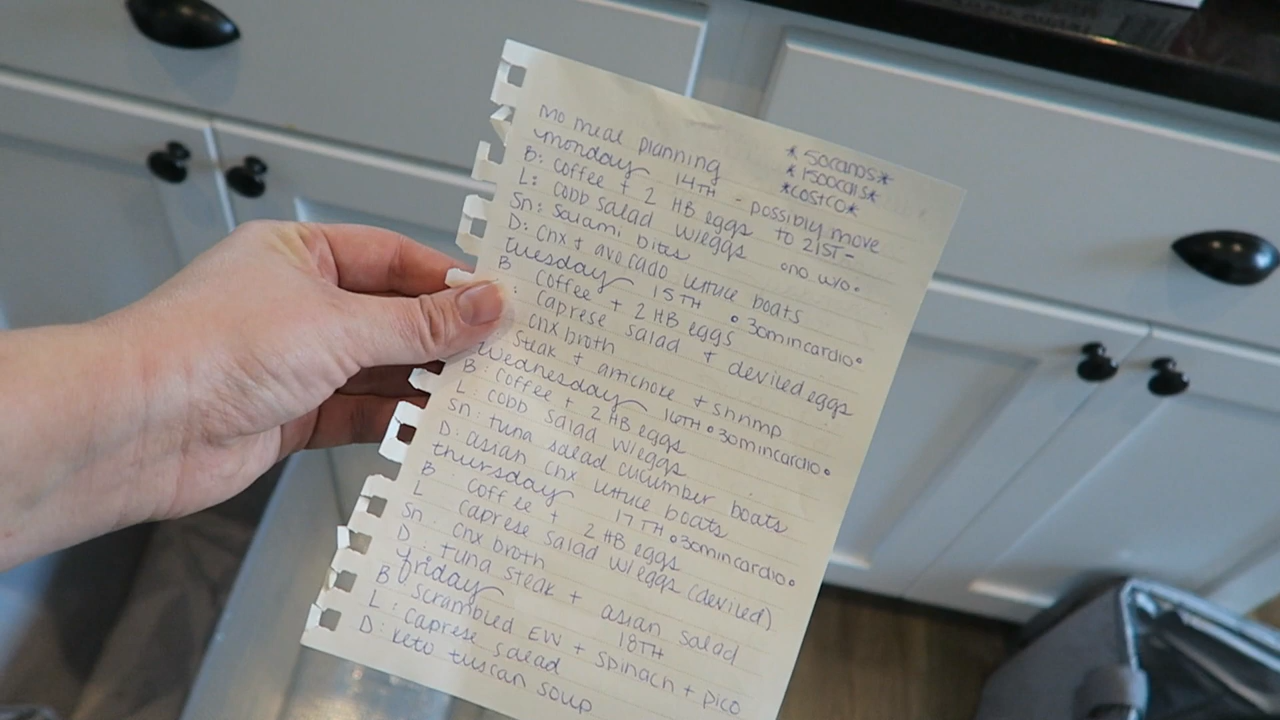 mo meal planning
*50carbs*
*1500cals*
*costco*
monday 14TH - possibly move to 21ST -
B: coffee + 2 HB eggs ono w/o.
L: cobb salad w/eggs
Sn: salami bites
D: chx + avocado lettuce boats
tuesday 15TH • 30mincardio•
B coffee + 2 HB eggs
: caprese salad + deviled eggs
chx broth
steak + artichoke + shrimp
wednesday 16TH • 30mincardio•
B: coffee + 2 HB eggs
L cobb salad w/eggs
Sn: tuna salad cucumber boats
D: asian chx lettuce boats
thursday 17TH •30mincardio•
B coffee + 2 HB eggs
L caprese salad w/eggs (deviled)
Sn. chx broth
D tuna steak + asian salad
friday 18TH
B scrambled EW + spinach + pico
L: caprese salad
D: keto tuscan soup